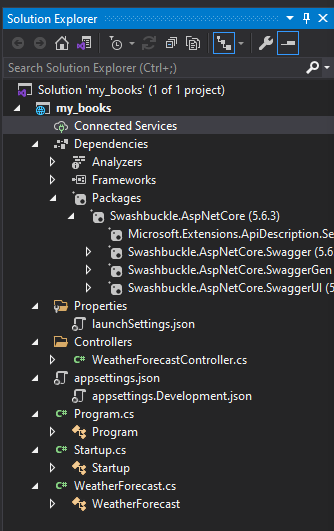 Solution Explorer
Search Solution Explorer (Ctrl+;)
Solution 'my_books' (1 of 1 project)
my_books
Connected Services
Dependencies
Analyzers
Frameworks
Packages
Swashbuckle.AspNetCore (5.6.3)
Microsoft.Extensions.ApiDescription.Se
Swashbuckle.AspNetCore.Swagger (5.6
Swashbuckle.AspNetCore.SwaggerGen
Swashbuckle.AspNetCore.SwaggerUI (
Properties
launchSettings.json
Controllers
C# WeatherForecastController.cs
appsettings.json
appsettings.Development.json
C# Program.cs
Program
C# Startup.cs
Startup
C# WeatherForecast.cs
WeatherForecast